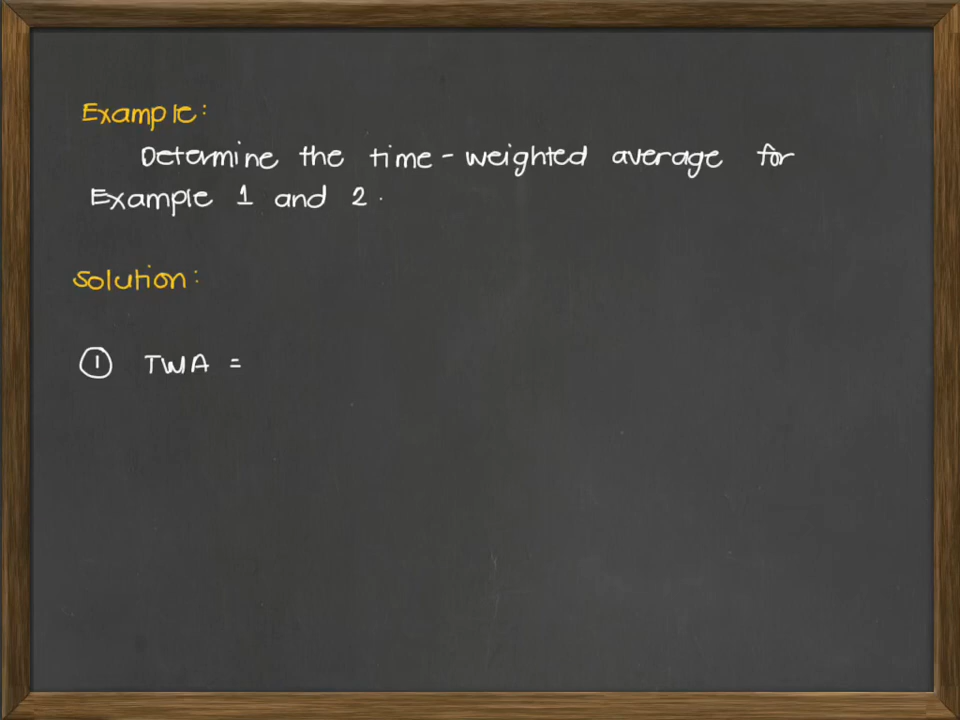 Example:
Determine the time-weighted average for
Example 1 and 2.
Solution:
① TWA =